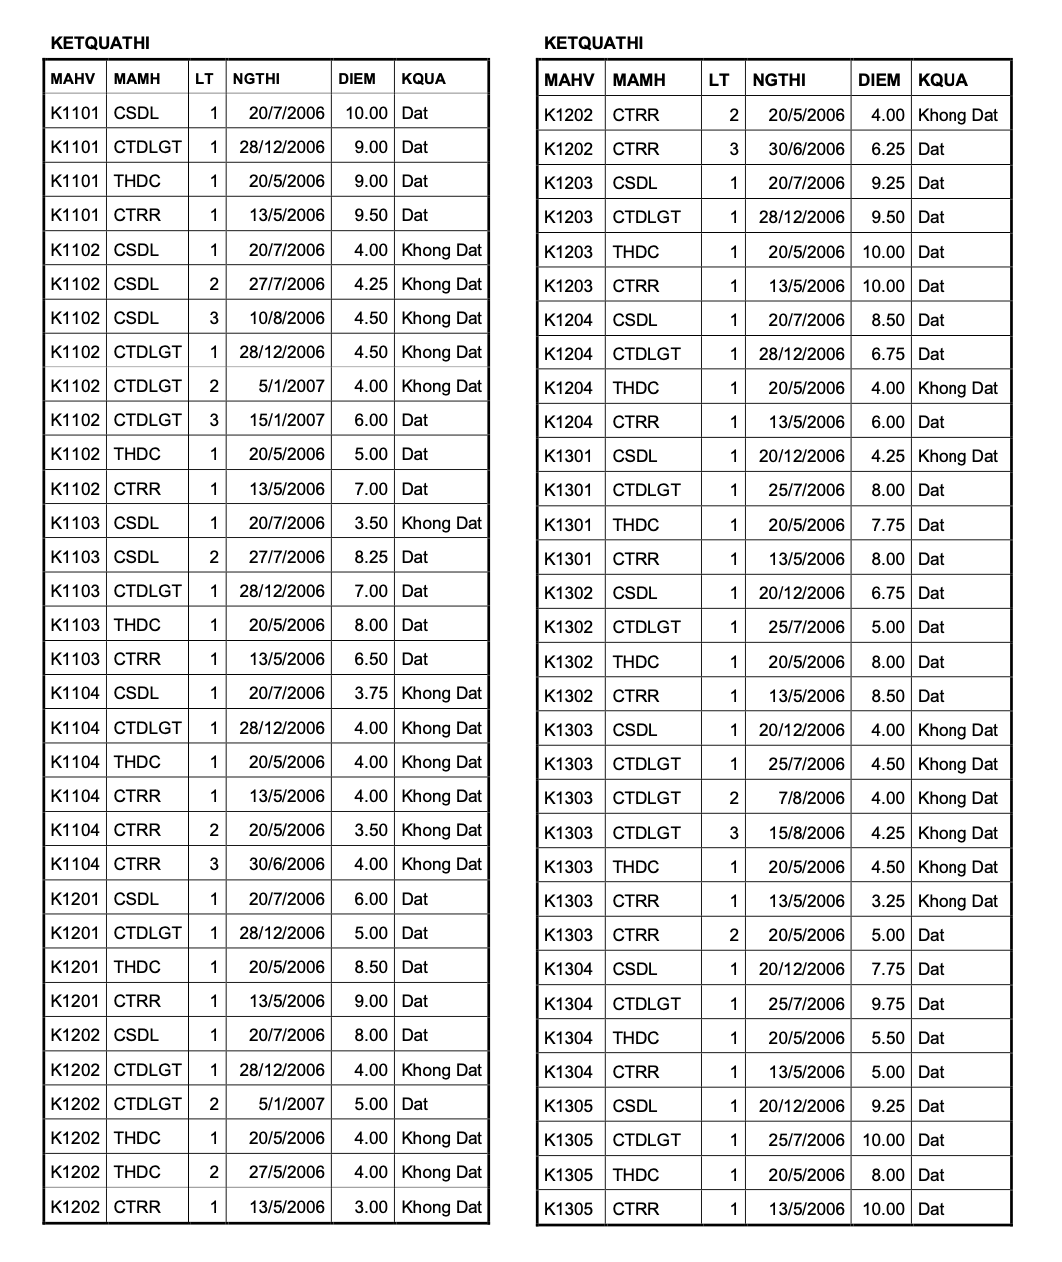 KETQUATHI
MAHV MAMH LT NGTHI DIEM KQUA
K1101 CSDL 1 20/7/2006 10.00 Dat
K1101 CTDLGT 1 28/12/2006 9.00 Dat
K1101 THDC 1 20/5/2006 9.00 Dat
K1101 CTRR 1 13/5/2006 9.50 Dat
K1102 CSDL 1 20/7/2006 4.00 Khong Dat
K1102 CSDL 2 27/7/2006 4.25 Khong Dat
K1102 CSDL 3 10/8/2006 4.50 Khong Dat
K1102 CTDLGT 1 28/12/2006 4.50 Khong Dat
K1102 CTDLGT 2 5/1/2007 4.00 Khong Dat
K1102 CTDLGT 3 15/1/2007 6.00 Dat
K1102 THDC 1 20/5/2006 5.00 Dat
K1102 CTRR 1 13/5/2006 7.00 Dat
K1103 CSDL 1 20/7/2006 3.50 Khong Dat
K1103 CSDL 2 27/7/2006 8.25 Dat
K1103 CTDLGT 1 28/12/2006 7.00 Dat
K1103 THDC 1 20/5/2006 8.00 Dat
K1103 CTRR 1 13/5/2006 6.50 Dat
K1104 CSDL 1 20/7/2006 3.75 Khong Dat
K1104 CTDLGT 1 28/12/2006 4.00 Khong Dat
K1104 THDC 1 20/5/2006 4.00 Khong Dat
K1104 CTRR 1 13/5/2006 4.00 Khong Dat
K1104 CTRR 2 20/5/2006 3.50 Khong Dat
K1104 CTRR 3 30/6/2006 4.00 Khong Dat
K1201 CSDL 1 20/7/2006 6.00 Dat
K1201 CTDLGT 1 28/12/2006 5.00 Dat
K1201 THDC 1 20/5/2006 8.50 Dat
K1201 CTRR 1 13/5/2006 9.00 Dat
K1202 CSDL 1 20/7/2006 8.00 Dat
K1202 CTDLGT 1 28/12/2006 4.00 Khong Dat
K1202 CTDLGT 2 5/1/2007 5.00 Dat
K1202 THDC 1 20/5/2006 4.00 Khong Dat
K1202 THDC 2 27/5/2006 4.00 Khong Dat
K1202 CTRR 1 13/5/2006 3.00 Khong Dat
KETQUATHI
MAHV MAMH LT NGTHI DIEM KQUA
K1202 CTRR 2 20/5/2006 4.00 Khong Dat
K1202 CTRR 3 30/6/2006 6.25 Dat
K1203 CSDL 1 20/7/2006 9.25 Dat
K1203 CTDLGT 1 28/12/2006 9.50 Dat
K1203 THDC 1 20/5/2006 10.00 Dat
K1203 CTRR 1 13/5/2006 10.00 Dat
K1204 CSDL 1 20/7/2006 8.50 Dat
K1204 CTDLGT 1 28/12/2006 6.75 Dat
K1204 THDC 1 20/5/2006 4.00 Khong Dat
K1204 CTRR 1 13/5/2006 6.00 Dat
K1301 CSDL 1 20/12/2006 4.25 Khong Dat
K1301 CTDLGT 1 25/7/2006 8.00 Dat
K1301 THDC 1 20/5/2006 7.75 Dat
K1301 CTRR 1 13/5/2006 8.00 Dat
K1302 CSDL 1 20/12/2006 6.75 Dat
K1302 CTDLGT 1 25/7/2006 5.00 Dat
K1302 THDC 1 20/5/2006 8.00 Dat
K1302 CTRR 1 13/5/2006 8.50 Dat
K1303 CSDL 1 20/12/2006 4.00 Khong Dat
K1303 CTDLGT 1 25/7/2006 4.50 Khong Dat
K1303 CTDLGT 2 7/8/2006 4.00 Khong Dat
K1303 CTDLGT 3 15/8/2006 4.25 Khong Dat
K1303 THDC 1 20/5/2006 4.50 Khong Dat
K1303 CTRR 1 13/5/2006 3.25 Khong Dat
K1303 CTRR 2 20/5/2006 5.00 Dat
K1304 CSDL 1 20/12/2006 7.75 Dat
K1304 CTDLGT 1 25/7/2006 9.75 Dat
K1304 THDC 1 20/5/2006 5.50 Dat
K1304 CTRR 1 13/5/2006 5.00 Dat
K1305 CSDL 1 20/12/2006 9.25 Dat
K1305 CTDLGT 1 25/7/2006 10.00 Dat
K1305 THDC 1 20/5/2006 8.00 Dat
K1305 CTRR 1 13/5/2006 10.00 Dat